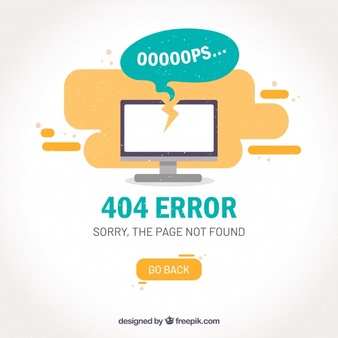 OOOOOPS...
404 ERROR
SORRY, THE PAGE NOT FOUND
GO BACK
designed by freepik.com